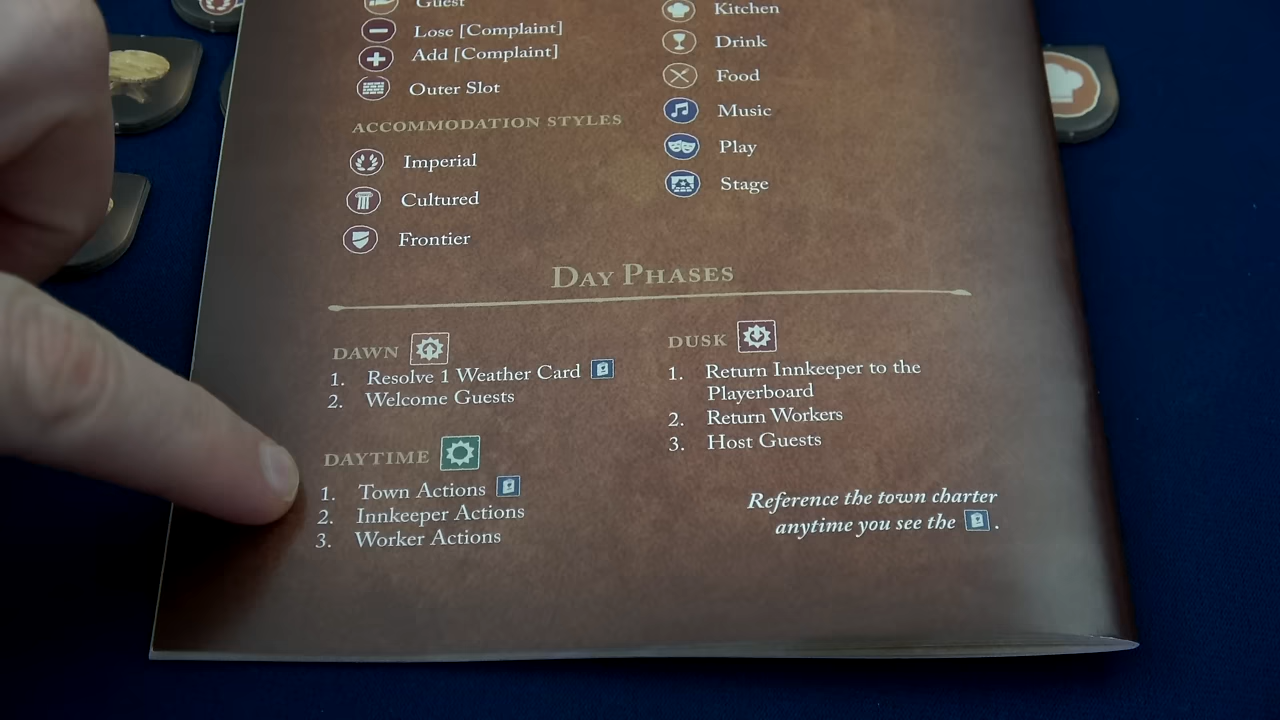 Guest
Lose [Complaint]
Add [Complaint]
Outer Slot
ACCOMMODATION STYLES
Imperial
Cultured
Frontier
Kitchen
Drink
Food
Music
Play
Stage
DAY PHASES
DAWN
1. Resolve 1 Weather Card
2. Welcome Guests
DAYTIME
1. Town Actions
2. Innkeeper Actions
3. Worker Actions
DUSK
1. Return Innkeeper to the
Playerboard
2. Return Workers
3. Host Guests
Reference the town charter
anytime you see the .